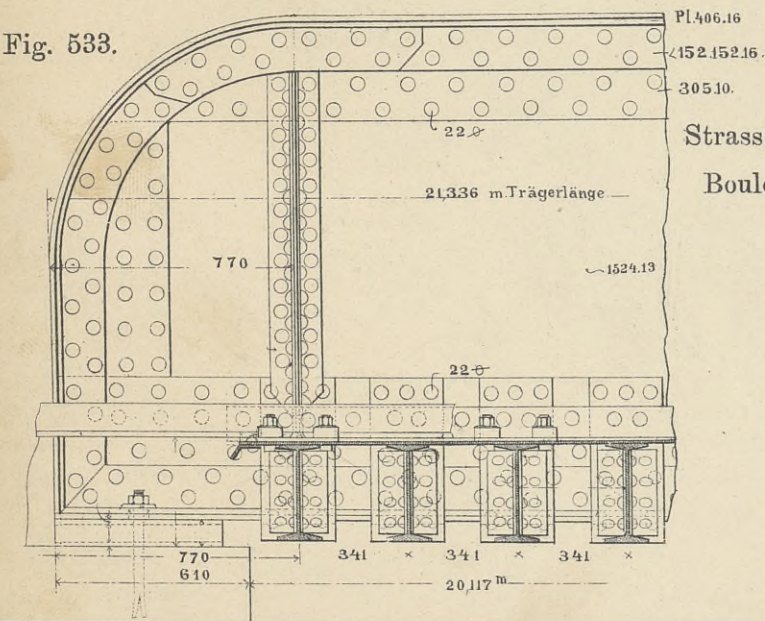 Fig. 533.
Pl.406.16
152.152.16.
305.10.
22
Strass
Boule
21,336 m Trägerlänge
770
1524.13
22
770
341 × 341 × 341 ×
610
20,117 m